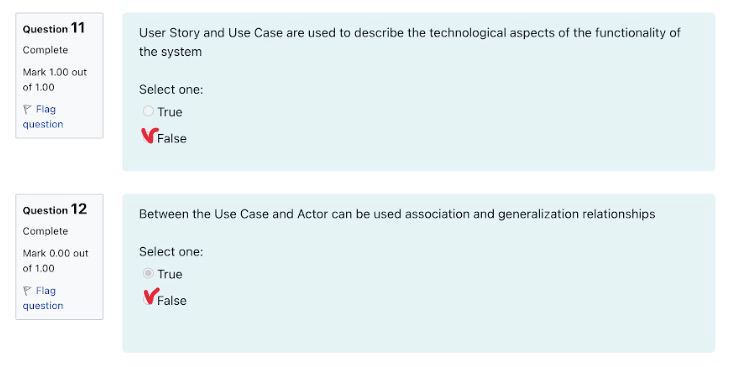 Question 11
Complete
Mark 1.00 out
of 1.00
Flag
question
User Story and Use Case are used to describe the technological aspects of the functionality of
the system
Select one:
True
False
Question 12
Complete
Mark 0.00 out
of 1.00
Flag
question
Between the Use Case and Actor can be used association and generalization relationships
Select one:
True
False